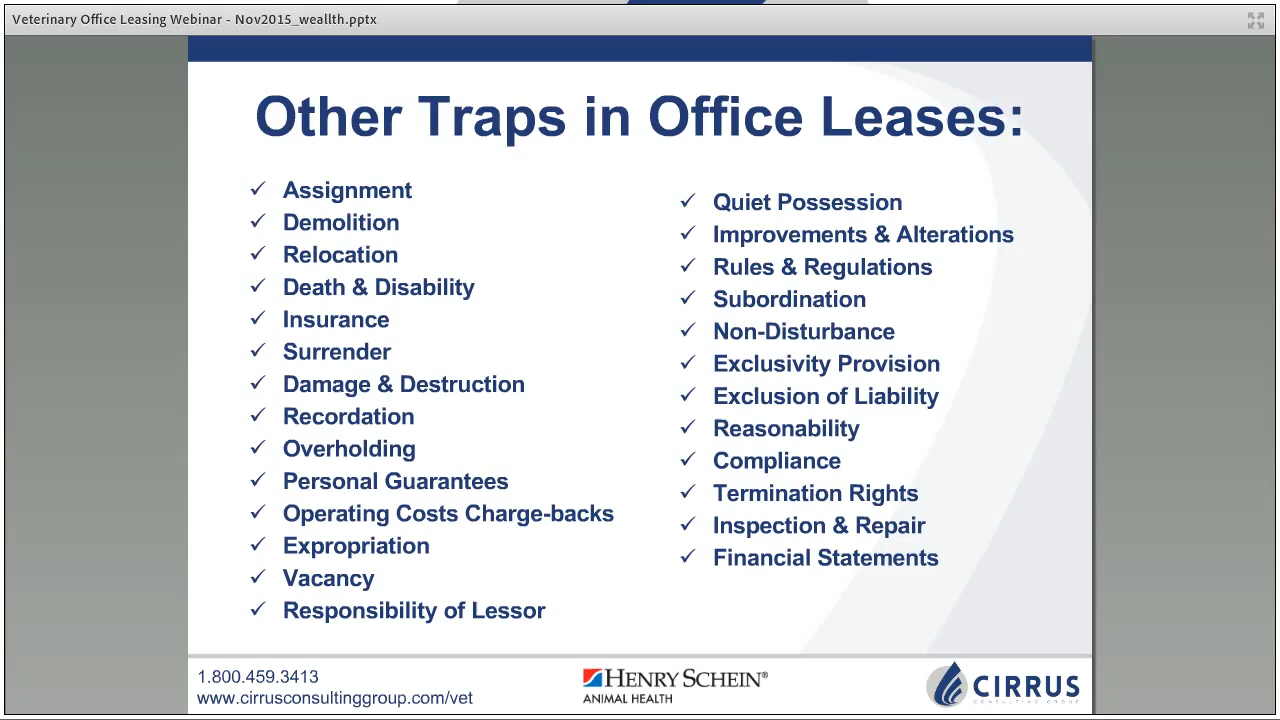 Veterinary Office Leasing Webinar - Nov2015_weallth.pptx
Other Traps in Office Leases:
✓ Assignment
✓ Demolition
✓ Relocation
✓ Death & Disability
✓ Insurance
✓ Surrender
✓ Damage & Destruction
✓ Recordation
✓ Overholding
✓ Personal Guarantees
✓ Operating Costs Charge-backs
✓ Expropriation
✓ Vacancy
✓ Responsibility of Lessor
✓ Quiet Possession
✓ Improvements & Alterations
✓ Rules & Regulations
✓ Subordination
✓ Non-Disturbance
✓ Exclusivity Provision
✓ Exclusion of Liability
✓ Reasonability
✓ Compliance
✓ Termination Rights
✓ Inspection & Repair
✓ Financial Statements
1.800.459.3413
www.cirrusconsultinggroup.com/vet
HENRY SCHEIN®
ANIMAL HEALTH
CIRRUS
CONSULTING GROUP